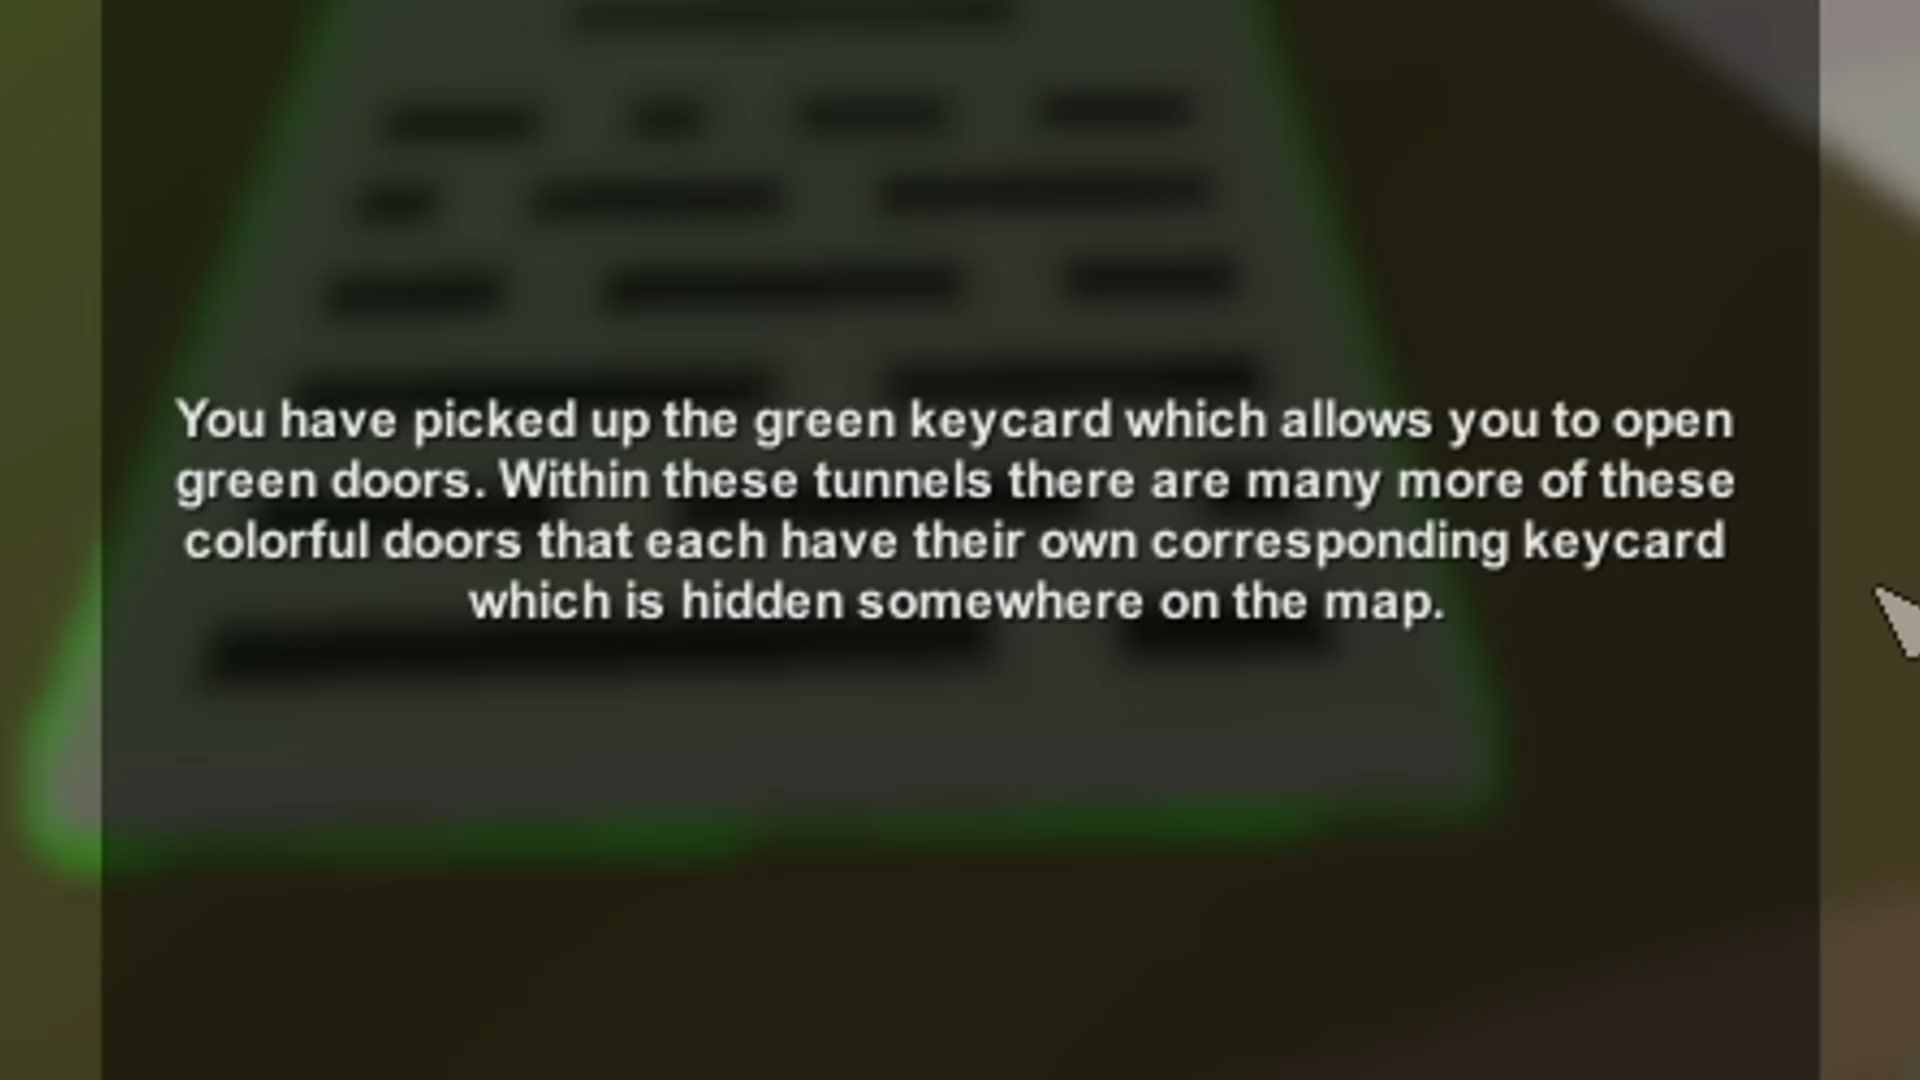 You have picked up the green keycard which allows you to open
green doors. Within these tunnels there are many more of these
colorful doors that each have their own corresponding keycard
which is hidden somewhere on the map.